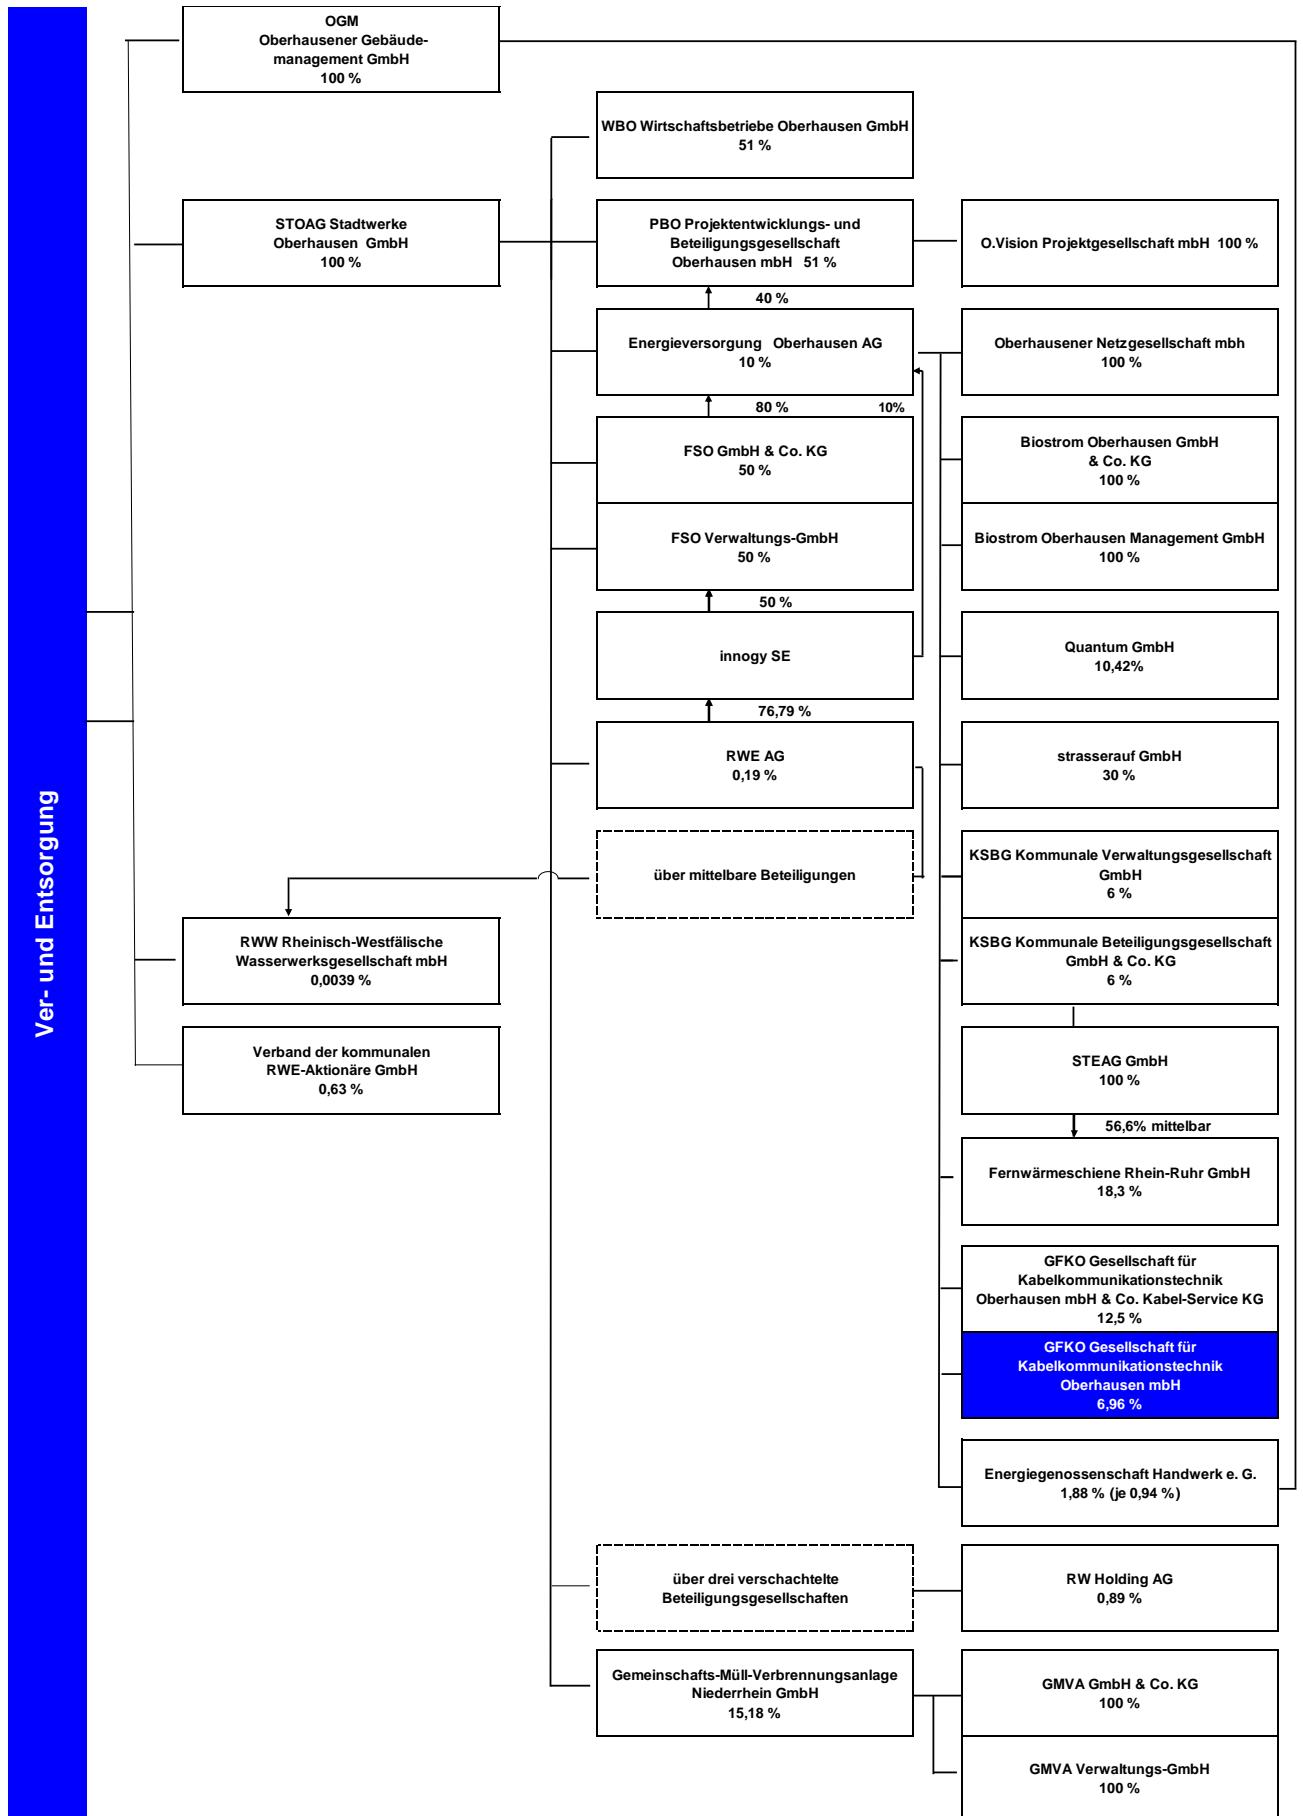 Ver- und Entsorgung
OGM
Oberhausener Gebäude-
management GmbH
100 %
WBO Wirtschaftsbetriebe Oberhausen GmbH
51 %
STOAG Stadtwerke
Oberhausen GmbH
100 %
PBO Projektentwicklungs- und
Beteiligungsgesellschaft
Oberhausen mbH 51 %
O.Vision Projektgesellschaft mbH 100 %
40 %
Energieversorgung Oberhausen AG
10 %
Oberhausener Netzgesellschaft mbh
100 %
80 %
10%
FSO GmbH & Co. KG
50 %
Biostrom Oberhausen GmbH
& Co. KG
100 %
FSO Verwaltungs-GmbH
50 %
Biostrom Oberhausen Management GmbH
100 %
50 %
innogy SE
Quantum GmbH
10,42%
76,79 %
RWE AG
0,19 %
strasserauf GmbH
30 %
über mittelbare Beteiligungen
KSBG Kommunale Verwaltungsgesellschaft
GmbH
6 %
RWW Rheinisch-Westfälische
Wasserwerksgesellschaft mbH
0,0039 %
KSBG Kommunale Beteiligungsgesellschaft
GmbH & Co. KG
6 %
Verband der kommunalen
RWE-Aktionäre GmbH
0,63 %
STEAG GmbH
100 %
56,6% mittelbar
Fernwärmeschiene Rhein-Ruhr GmbH
18,3 %
GFKO Gesellschaft für
Kabelkommunikationstechnik
Oberhausen mbH & Co. Kabel-Service KG
12,5 %
GFKO Gesellschaft für
Kabelkommunikationstechnik
Oberhausen mbH
6,96 %
Energiegenossenschaft Handwerk e. G.
1,88 % (je 0,94 %)
über drei verschachtelte
Beteiligungsgesellschaften
RW Holding AG
0,89 %
Gemeinschafts-Müll-Verbrennungsanlage
Niederrhein GmbH
15,18 %
GMVA GmbH & Co. KG
100 %
GMVA Verwaltungs-GmbH
100 %